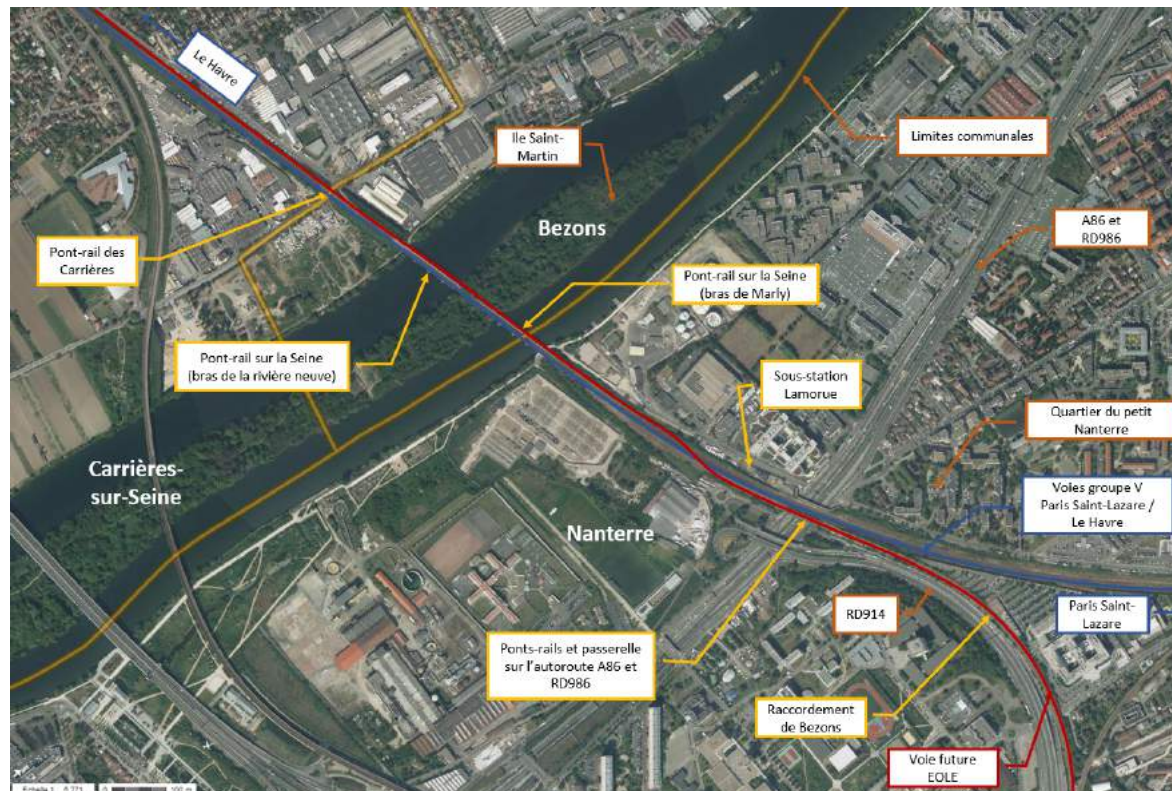 Le Havre
Ile Saint-
Martin
Limites communales
Bezons
A86 et
RD986
Pont-rail des
Carrières
Pont-rail sur la Seine
(bras de Marly)
Pont-rail sur la Seine
(bras de la rivière neuve)
Sous-station
Lamorue
Quartier du petit
Nanterre
Carrières-
sur-Seine
Voies groupe V
Paris Saint-Lazare /
Le Havre
Nanterre
RD914
Paris Saint-
Lazare
Ponts-rails et passerelle
sur l'autoroute A86 et
RD986
Raccordement
de Bezons
Voie future
EOLE
0 100 m